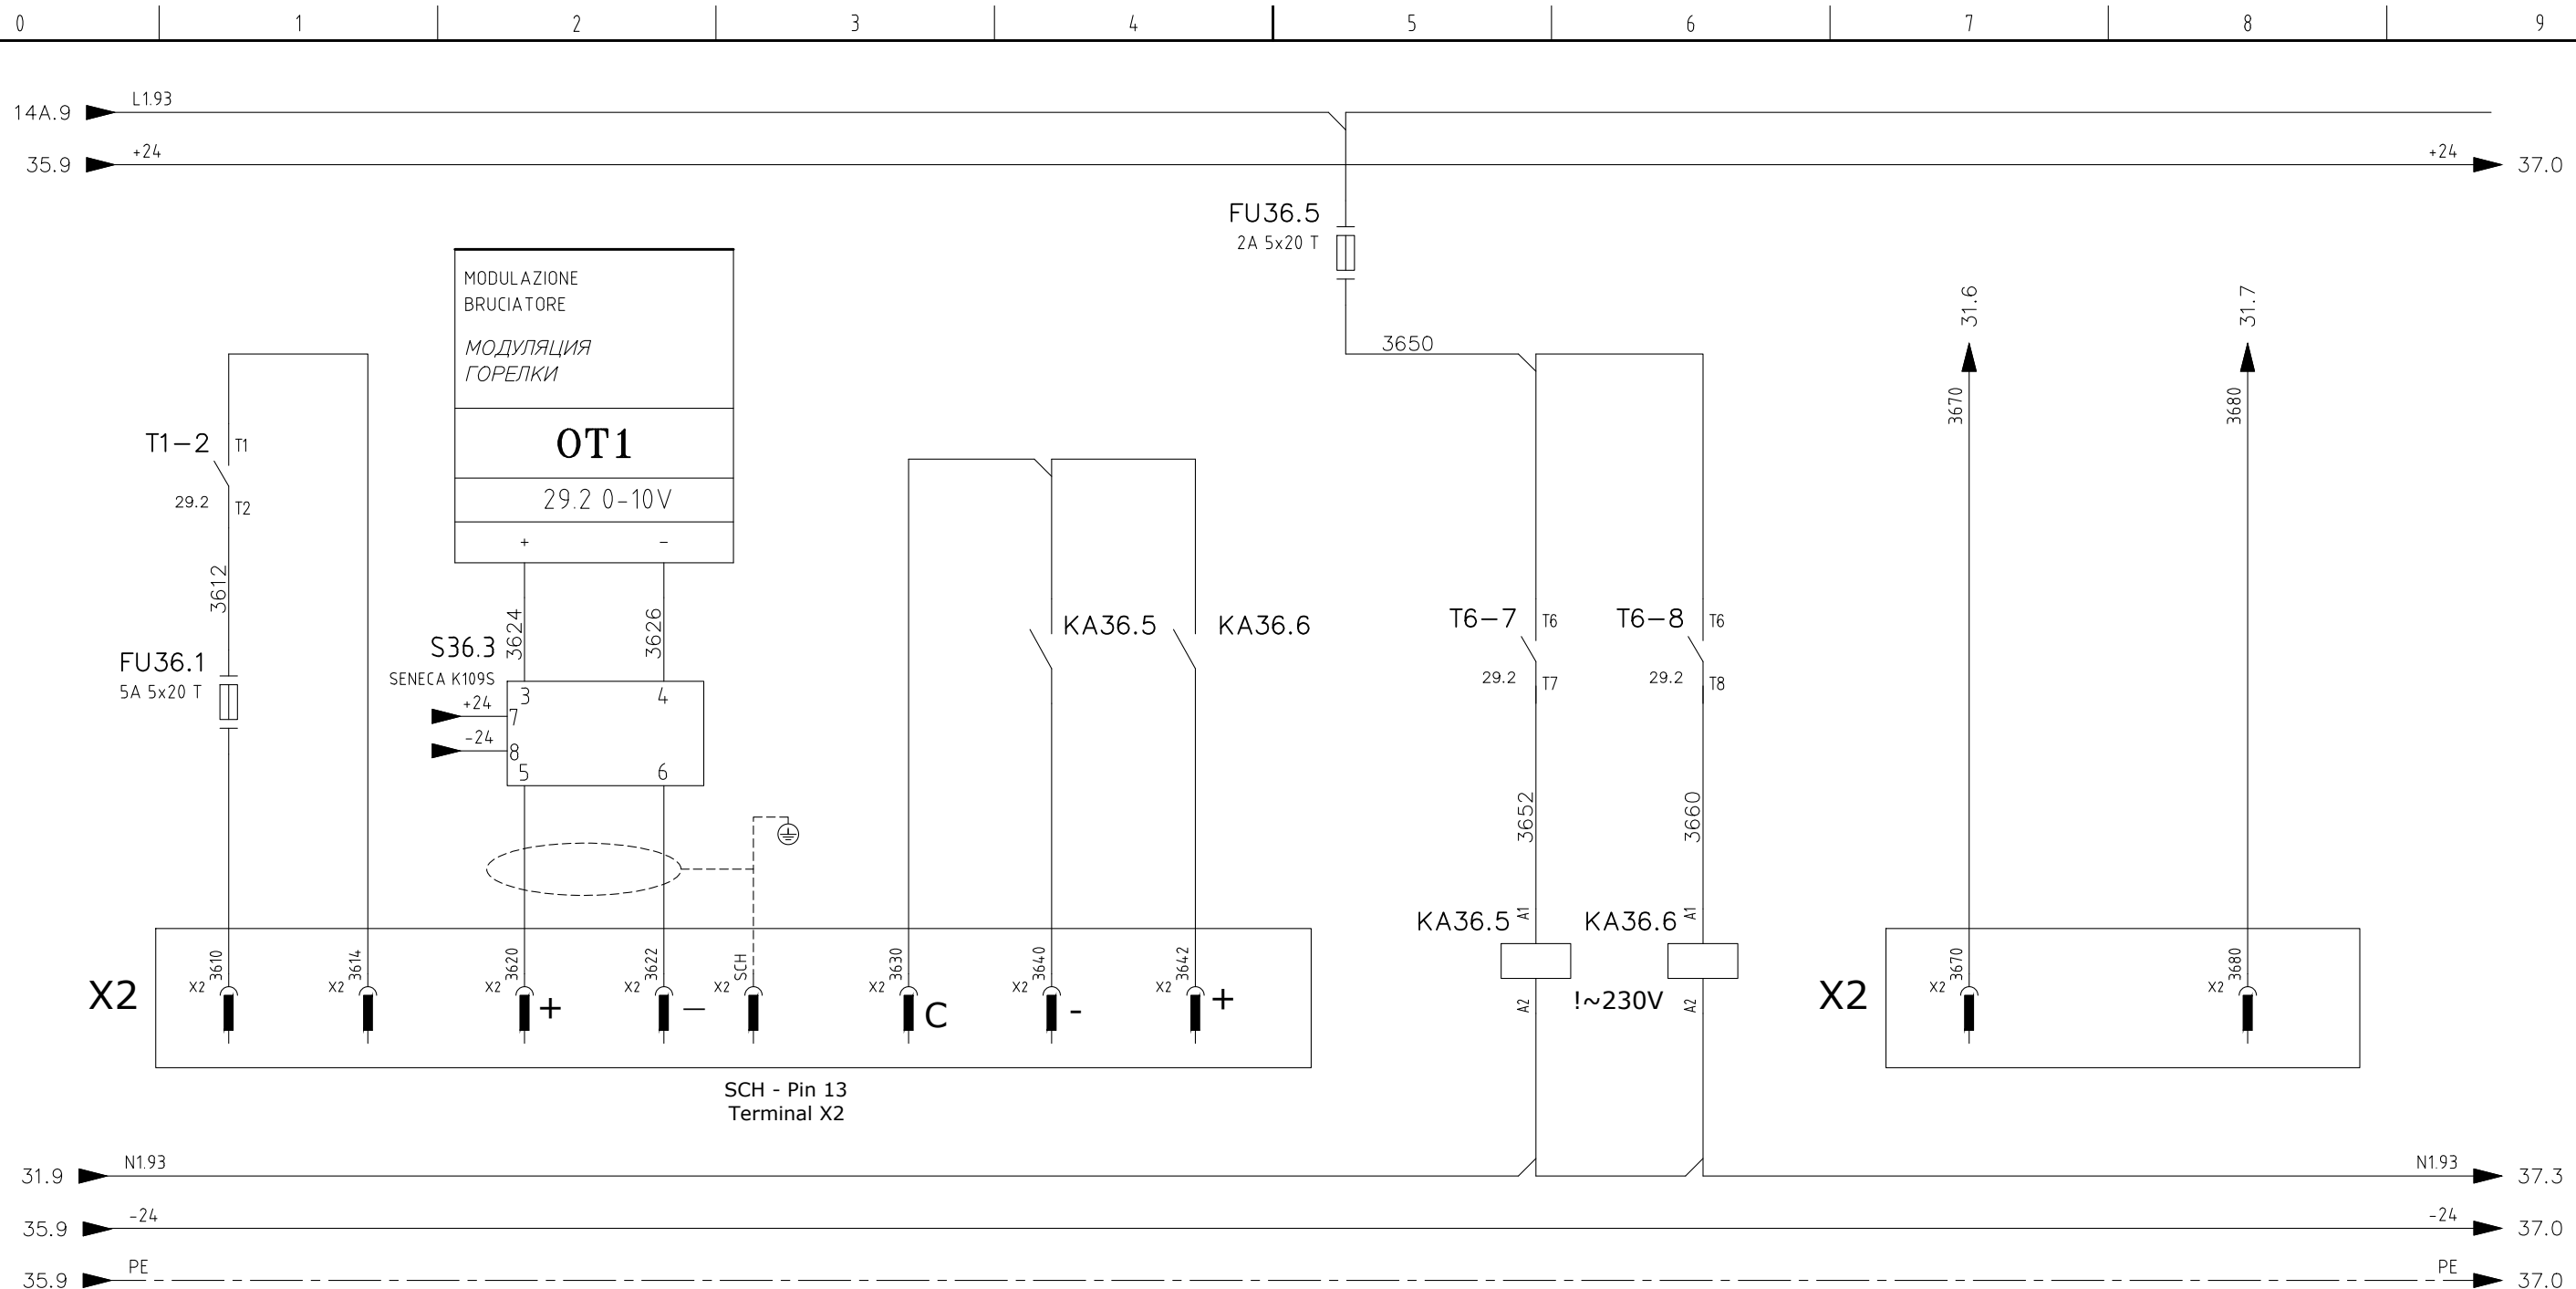 0 1 2 3 4 5 6 7 8 9
14A.9 L1.93
35.9 +24 +24 37.0
FU36.5
2A 5x20 T
MODULAZIONE
BRUCIATORE
МОДУЛЯЦИЯ
ГОРЕЛКИ
OT1
29.2 0-10V
+ -
31.6 31.7
3650
3670 3680
T1-2 T1
29.2 T2
3612
FU36.1
5A 5x20 T
3624 3626
S36.3
SENECA K109S
+24
-24
3 4
7
8
5 6
KA36.5 KA36.6
T6-7 T6
29.2 T7
T6-8 T6
29.2 T8
3652 3660
KA36.5 A1
A2
KA36.6 A1
A2
!~230V
X2
3610 3614 3620 3622 SCH 3630 3640 3642
X2 X2 X2 + X2 - X2 X2 C X2 - X2 +
X2
3670 3680
X2 X2
SCH - Pin 13
Terminal X2
31.9 N1.93 N1.93 37.3
35.9 -24 -24 37.0
35.9 PE PE 37.0